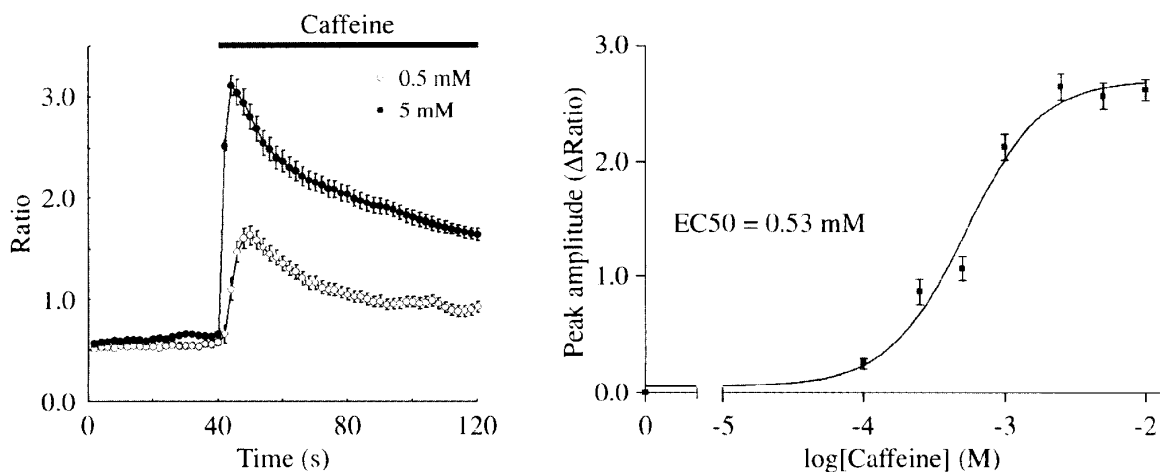 Caffeine
0.5 mM
5 mM
3.0
2.0
1.0
0.0
Ratio
0
40
80
120
Time (s)
3.0
2.0
1.0
0.0
Peak amplitude (ΔRatio)
EC50 = 0.53 mM
0
-5
-4
-3
-2
log[Caffeine] (M)